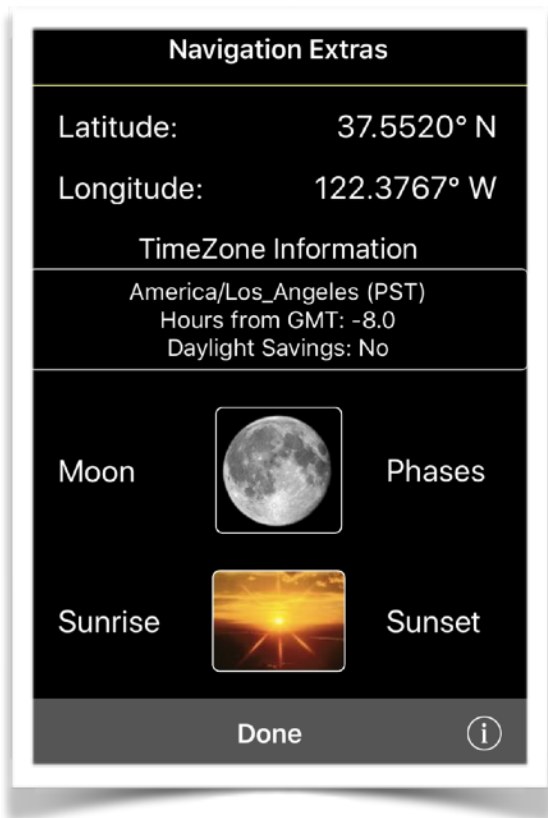 Navigation Extras
Latitude: 37.5520° N
Longitude: 122.3767° W
TimeZone Information
America/Los_Angeles (PST)
Hours from GMT: -8.0
Daylight Savings: No
Moon Phases
Sunrise Sunset
Done i